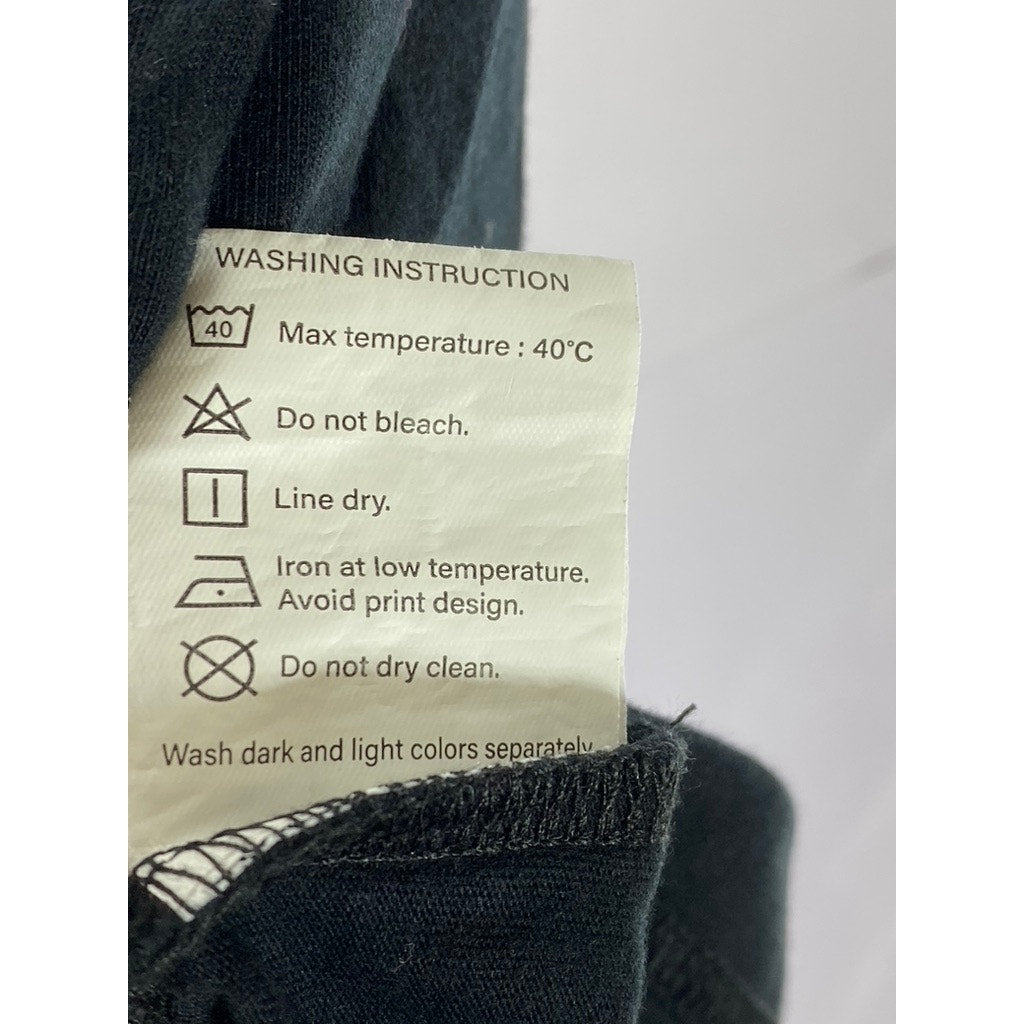 WASHING INSTRUCTION
40 Max temperature : 40°C
Do not bleach.
Line dry.
Iron at low temperature.
Avoid print design.
Do not dry clean.
Wash dark and light colors separately